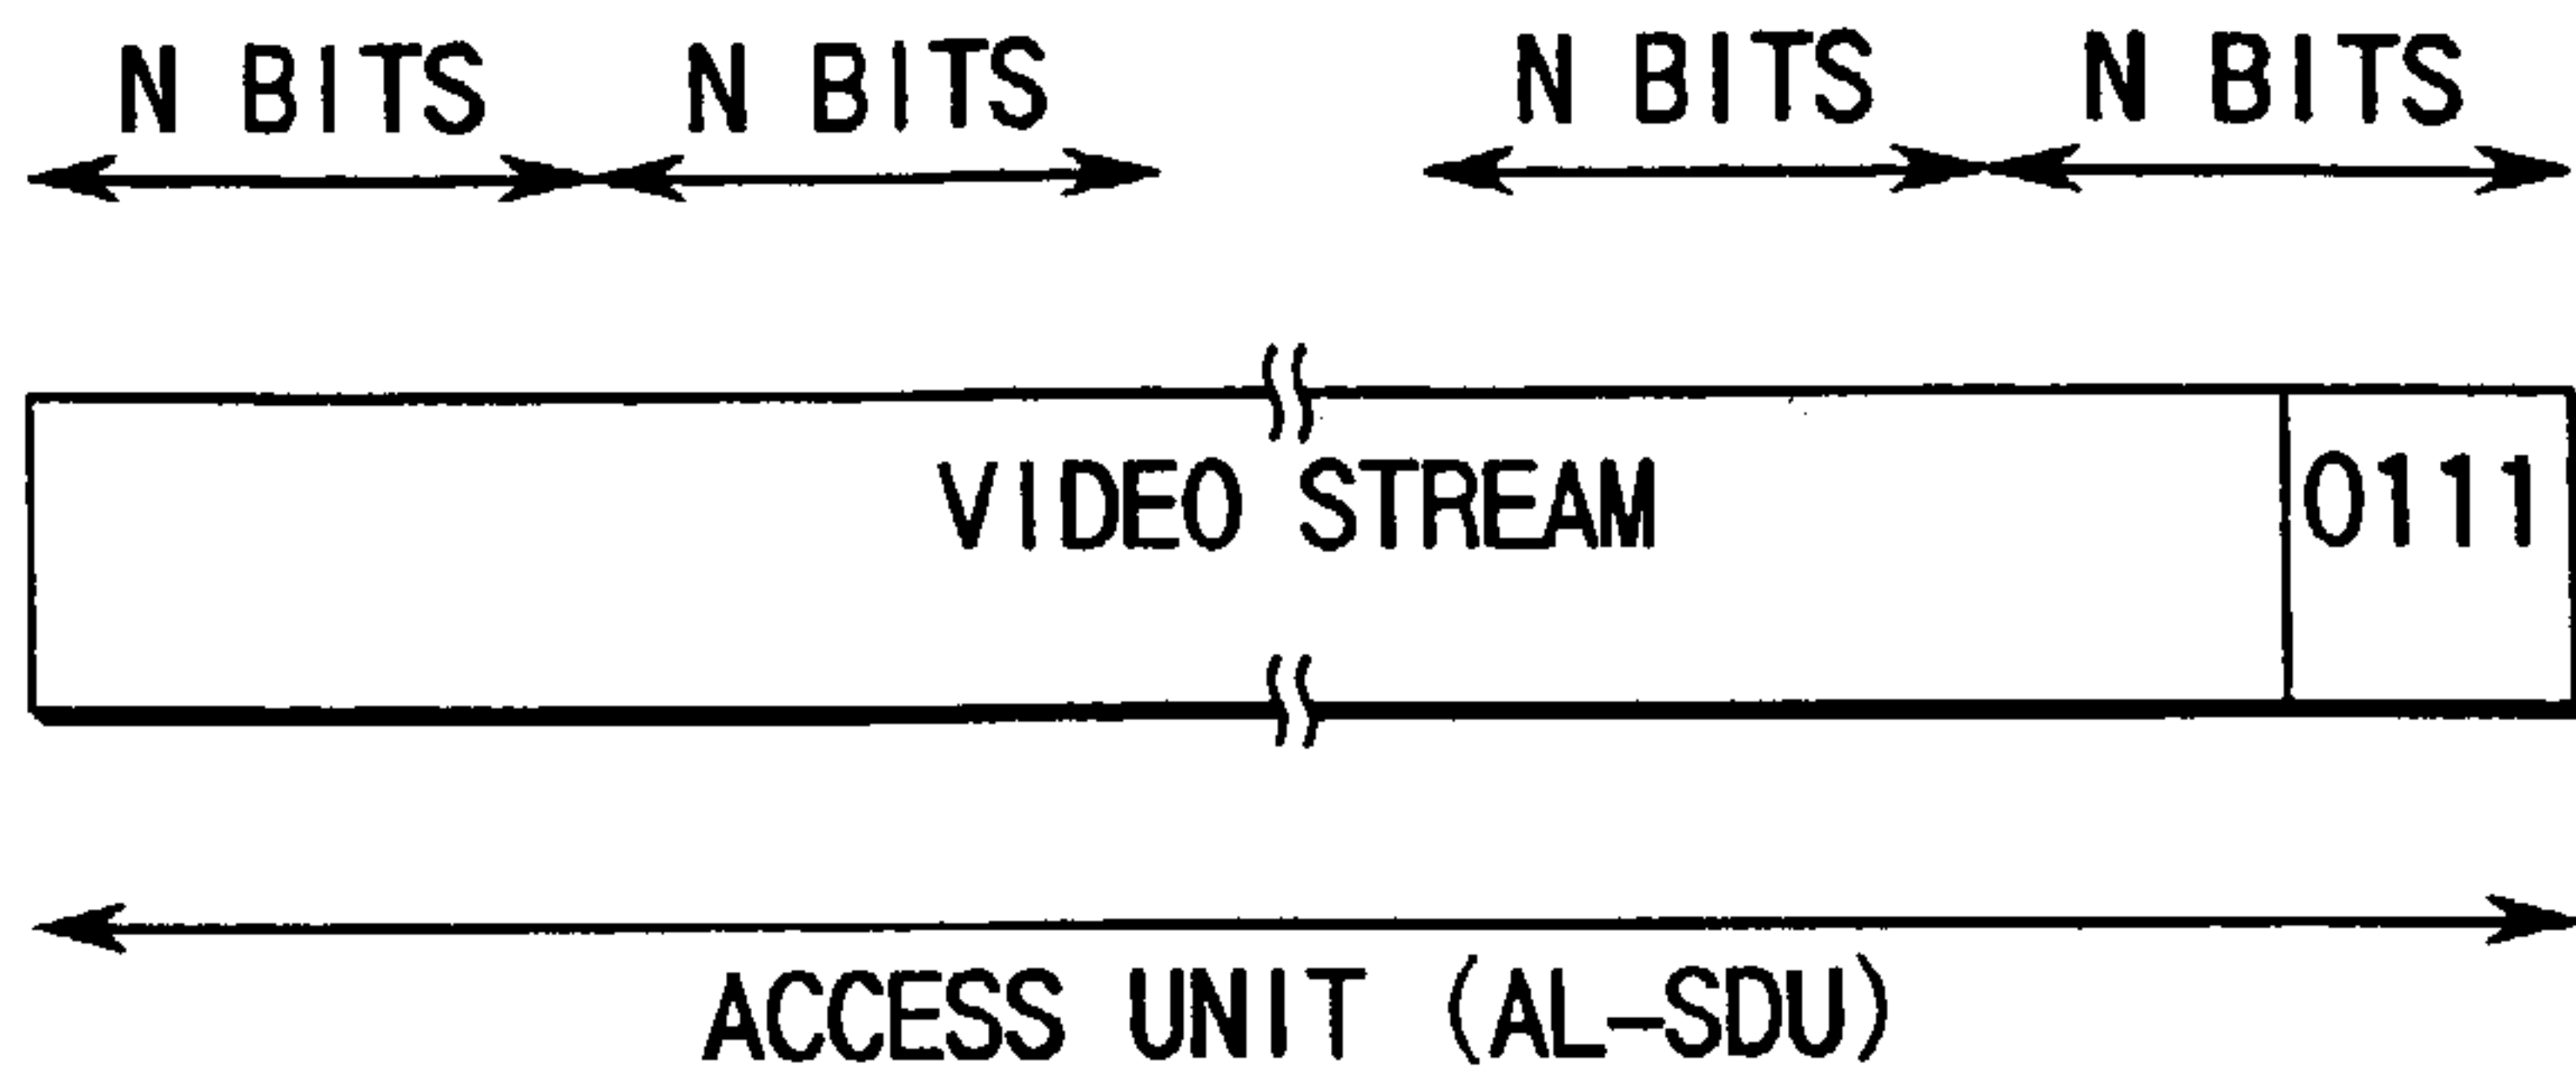 N BITS N BITS N BITS N BITS
VIDEO STREAM 0111
ACCESS UNIT (AL-SDU)